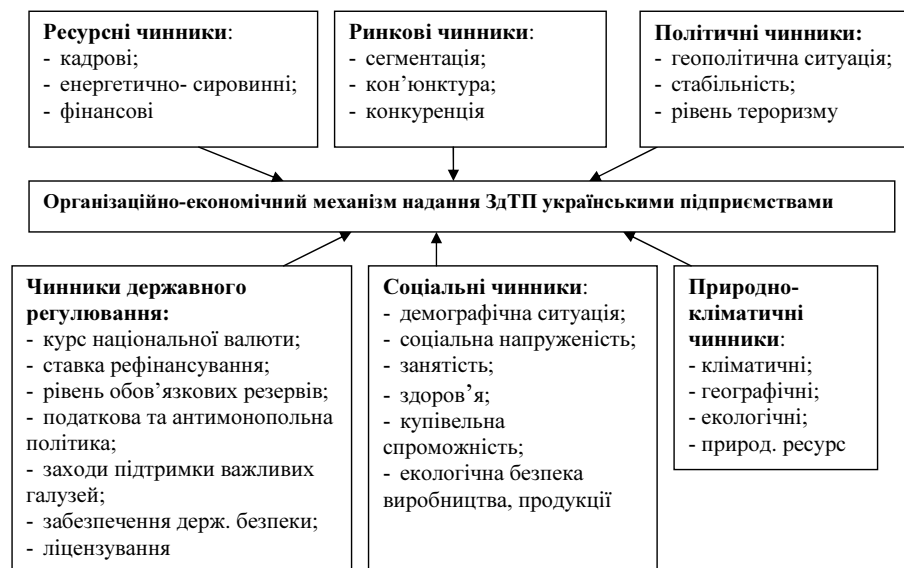 Ресурсні чинники:
- кадрові;
- енергетично- сировинні;
- фінансові
Ринкові чинники:
- сегментація;
- кон’юнктура;
- конкуренція
Політичні чинники:
- геополітична ситуація;
- стабільність;
- рівень тероризму
Організаційно-економічний механізм надання ЗдТП українськими підприємствами
Чинники державного
регулювання:
- курс національної валюти;
- ставка рефінансування;
- рівень обов’язкових резервів;
- податкова та антимонопольна
політика;
- заходи підтримки важливих
галузей;
- забезпечення держ. безпеки;
- ліцензування
Соціальні чинники:
- демографічна ситуація;
- соціальна напруженість;
- занятість;
- здоров’я;
- купівельна
спроможність;
- екологічна безпека
виробництва, продукції
Природно-
кліматичні
чинники:
- кліматичні;
- географічні;
- екологічні;
- природ. ресурс